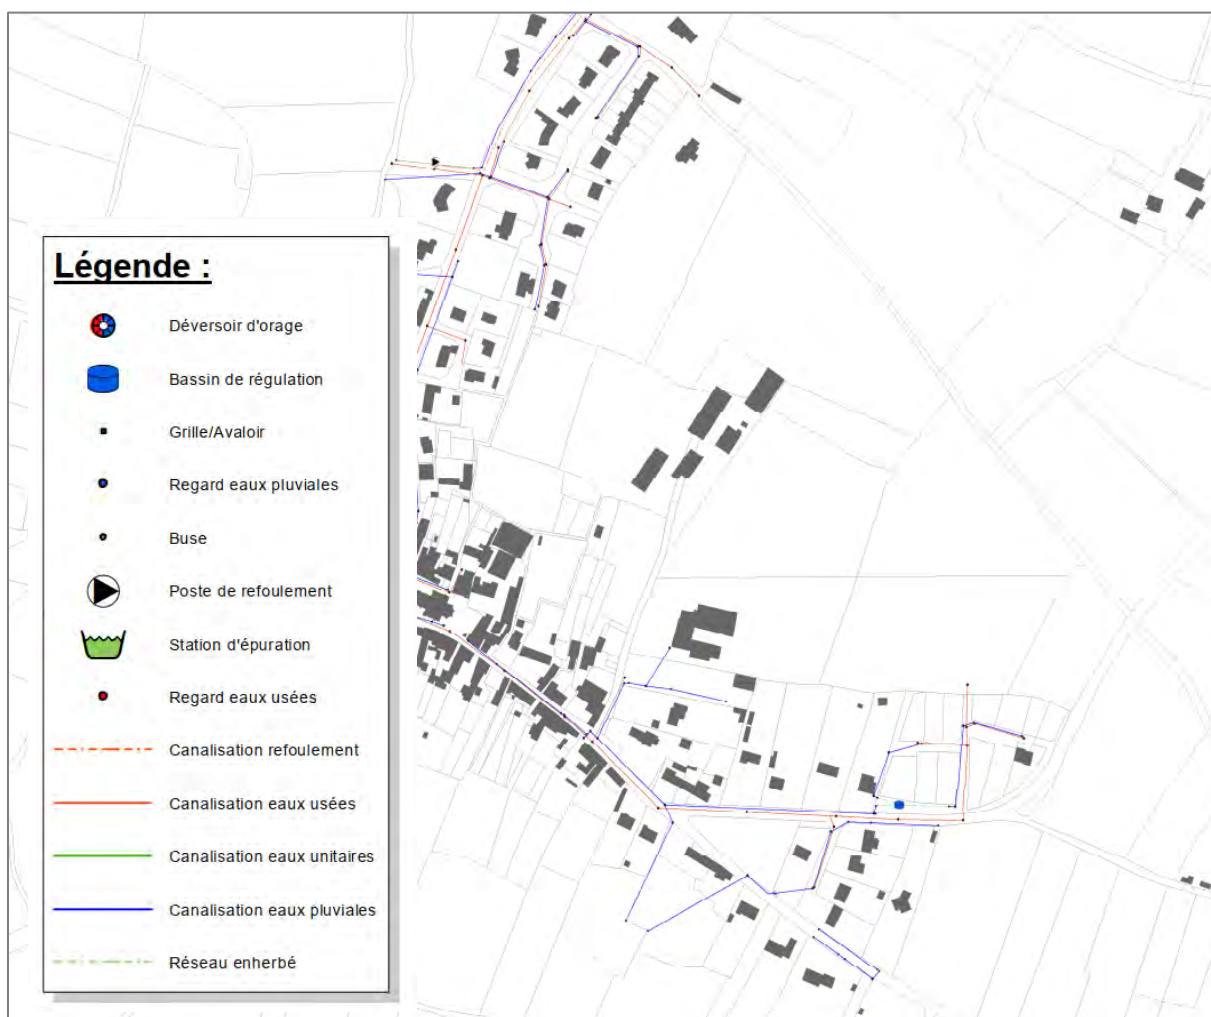 Légende :
Déversoir d'orage
Bassin de régulation
Grille/Avaloir
Regard eaux pluviales
Buse
Poste de refoulement
Station d'épuration
Regard eaux usées
Canalisation refoulement
Canalisation eaux usées
Canalisation eaux unitaires
Canalisation eaux pluviales
Réseau enherbé